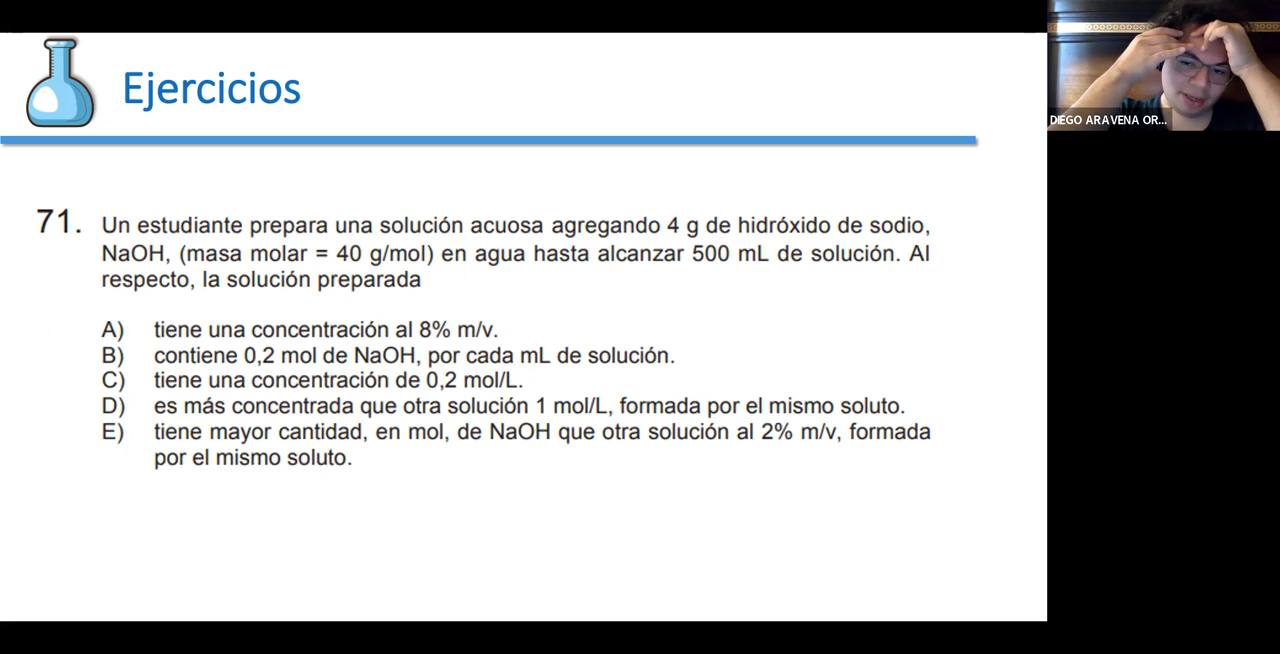 Ejercicios
DIEGO ARAVENA OR...
71. Un estudiante prepara una solución acuosa agregando 4 g de hidróxido de sodio,
NaOH, (masa molar = 40 g/mol) en agua hasta alcanzar 500 mL de solución. Al
respecto, la solución preparada
A) tiene una concentración al 8% m/v.
B) contiene 0,2 mol de NaOH, por cada mL de solución.
C) tiene una concentración de 0,2 mol/L.
D) es más concentrada que otra solución 1 mol/L, formada por el mismo soluto.
E) tiene mayor cantidad, en mol, de NaOH que otra solución al 2% m/v, formada
por el mismo soluto.